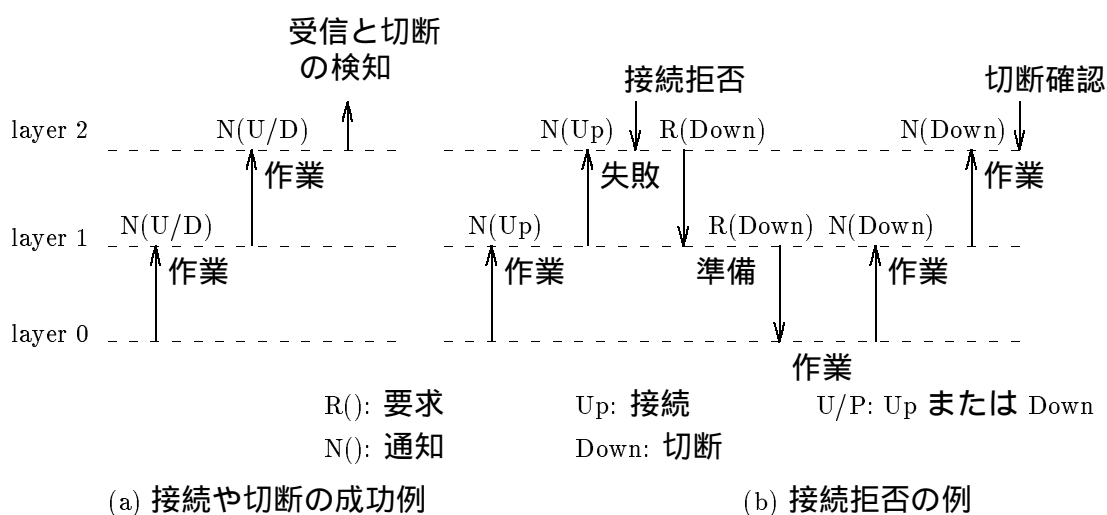 受信と切断
の検知
接続拒否
切断確認
layer 2
N(U/D)
N(Up)
R(Down)
N(Down)
作業
失敗
作業
layer 1
N(U/D)
N(Up)
R(Down)
N(Down)
作業
作業
準備
作業
layer 0
作業
R(): 要求
Up: 接続
U/P: Up または Down
N(): 通知
Down: 切断
(a) 接続や切断の成功例
(b) 接続拒否の例